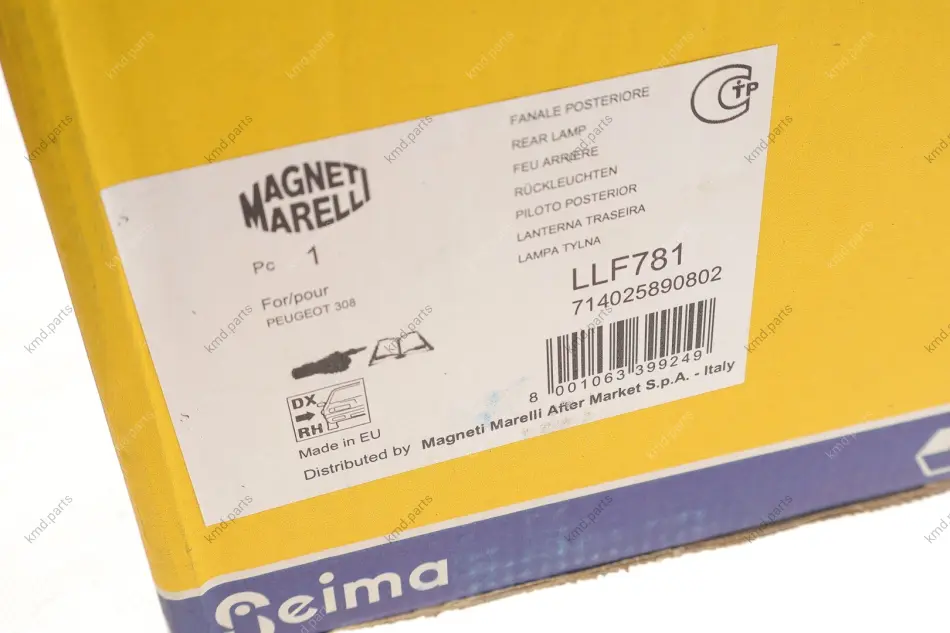 MAGNETI
MARELLI
Pc 1
For/pour
PEUGEOT 308
DX
RH
Made in EU
Distributed by Magneti Marelli After Market S.p.A. - Italy
FANALE POSTERIORE
REAR LAMP
FEU ARRIÈRE
RÜCKLEUCHTEN
PILOTO POSTERIOR
LANTERNA TRASEIRA
LAMPA TYLNA
LLF781
714025890802
8 001063 399249
CTP
Seima
kmd.parts